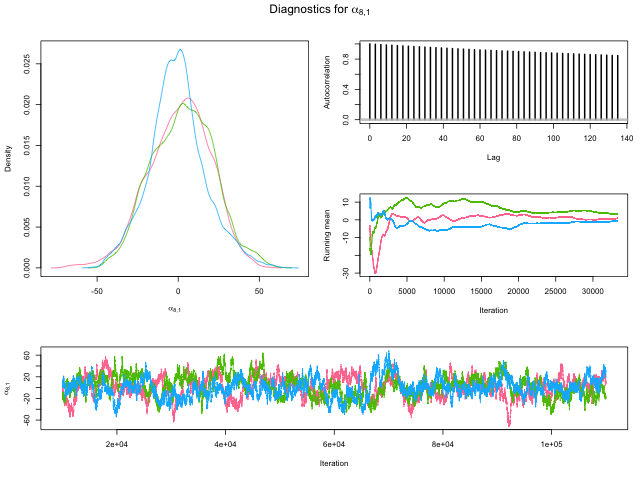 Diagnostics for α8,1
Density
0.000
0.005
0.010
0.015
0.020
0.025
-50
0
50
α8,1
Autocorrelation
0.0
0.4
0.8
0
20
40
60
80
100
120
140
Lag
Running mean
-30
-10
0
10
0
5000
10000
15000
20000
25000
30000
Iteration
α8,1
-60
-20
20
60
2e+04
4e+04
6e+04
8e+04
1e+05
Iteration